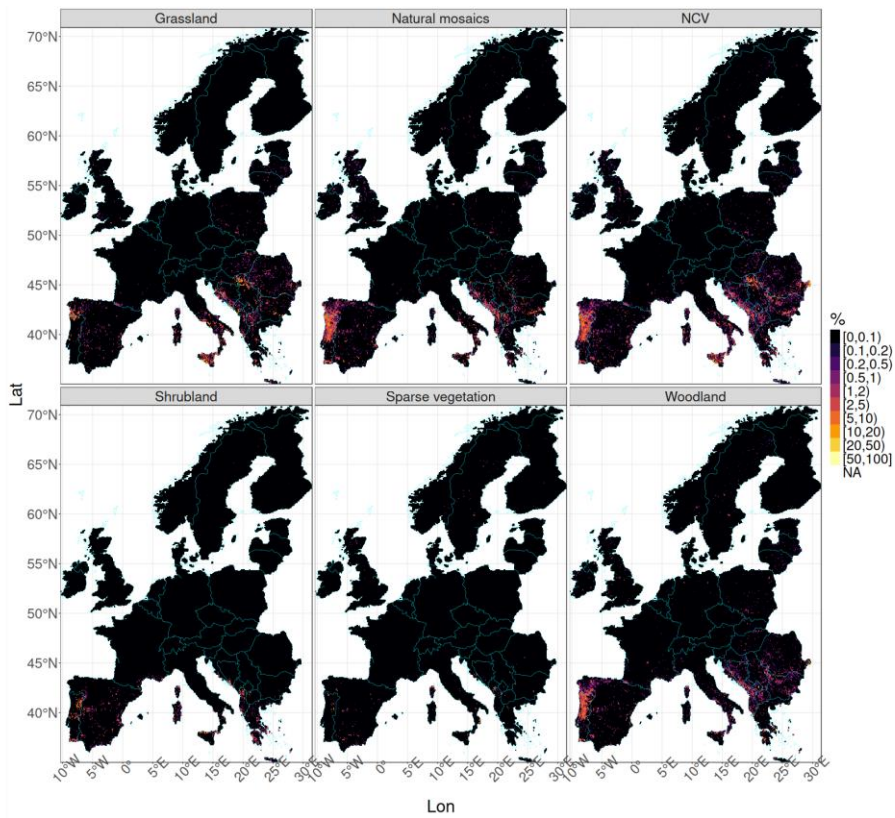 Grassland
Natural mosaics
NCV
70°N
65°N
60°N
55°N
50°N
45°N
40°N
Shrubland
Sparse vegetation
Woodland
70°N
65°N
60°N
55°N
50°N
45°N
40°N
10°W 5°W 0° 5°E 10°E 15°E 20°E 25°E 30°E
10°W 5°W 0° 5°E 10°E 15°E 20°E 25°E 30°E
10°W 5°W 0° 5°E 10°E 15°E 20°E 25°E 30°E
Lat
Lon
%
[0,0.1)
[0.1,0.2)
[0.2,0.5)
[0.5,1)
[1,2)
[2,5)
[5,10)
[10,20)
[20,50)
[50,100]
NA